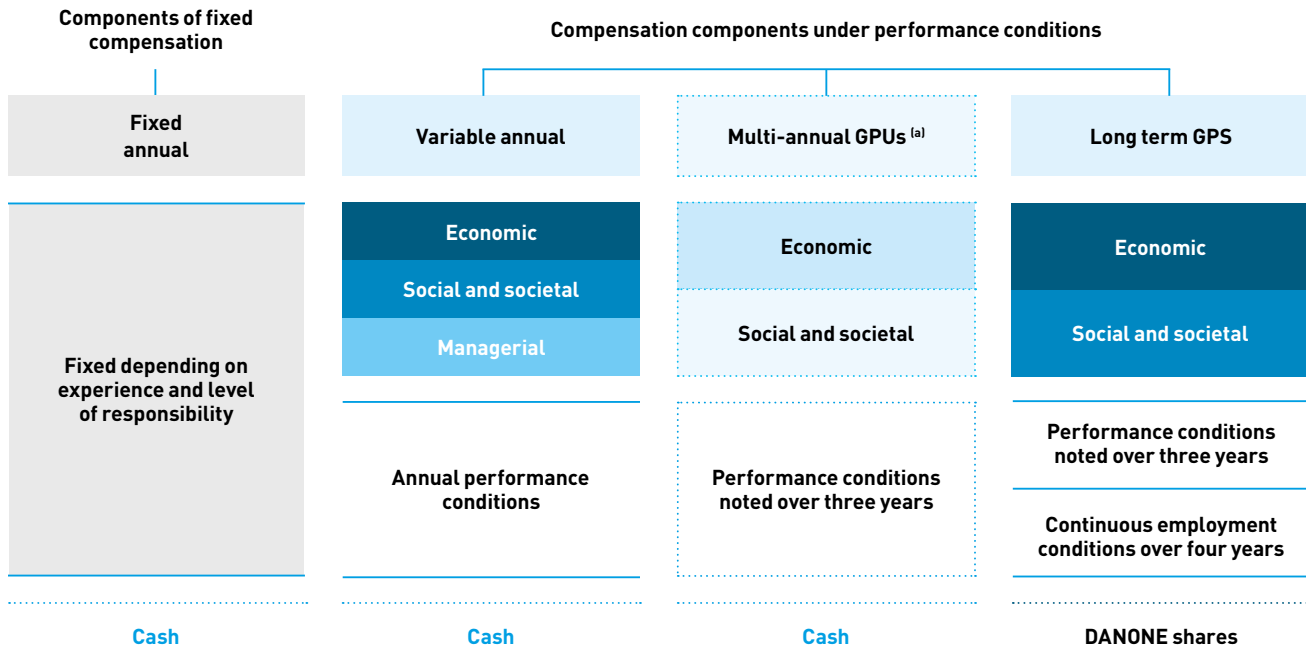 Components of fixed
compensation
Compensation components under performance conditions
Fixed
annual
Variable annual
Multi-annual GPUs (a)
Long term GPS
Fixed depending on
experience and level
of responsibility
Economic
Social and societal
Managerial
Annual performance
conditions
Economic
Social and societal
Performance conditions
noted over three years
Economic
Social and societal
Performance conditions
noted over three years
Continuous employment
conditions over four years
Cash
Cash
Cash
DANONE shares